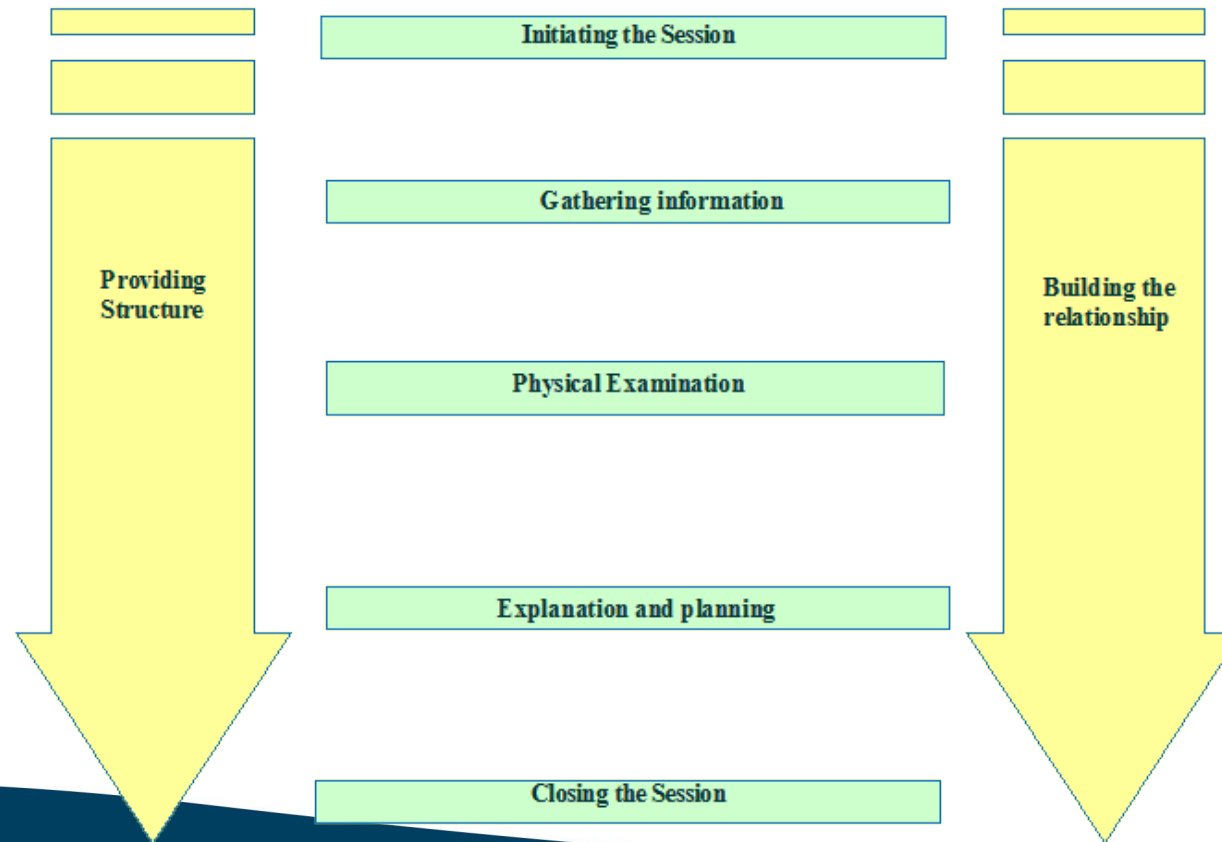 Initiating the Session
Gathering information
Providing
Structure
Building the
relationship
Physical Examination
Explanation and planning
Closing the Session